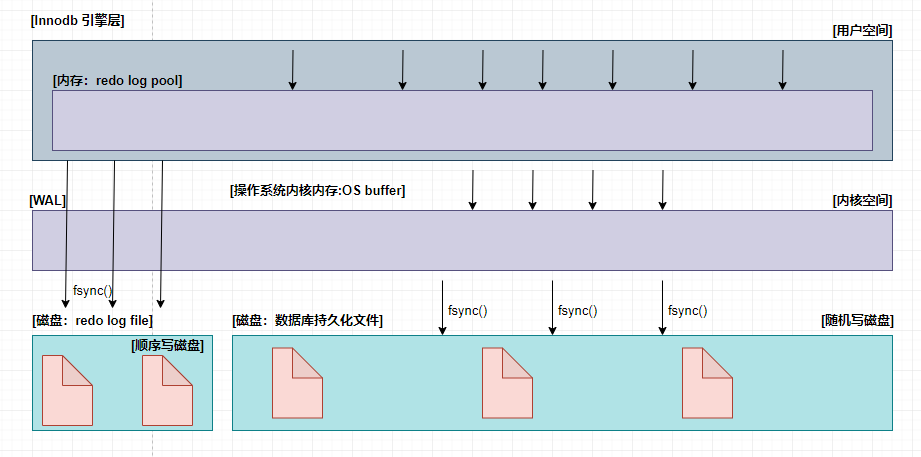 [Innodb 引擎层]
[用户空间]
[内存：redo log pool]
[操作系统内核内存:OS buffer]
[WAL]
[内核空间]
fsync()
fsync()
fsync()
fsync()
[磁盘：redo log file]
[磁盘：数据库持久化文件]
[随机写磁盘]
[顺序写磁盘]